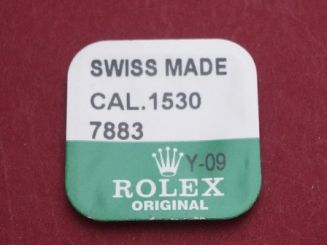 SWISS MADE
CAL.1530
7883
Y-09
ROLEX
ORIGINAL